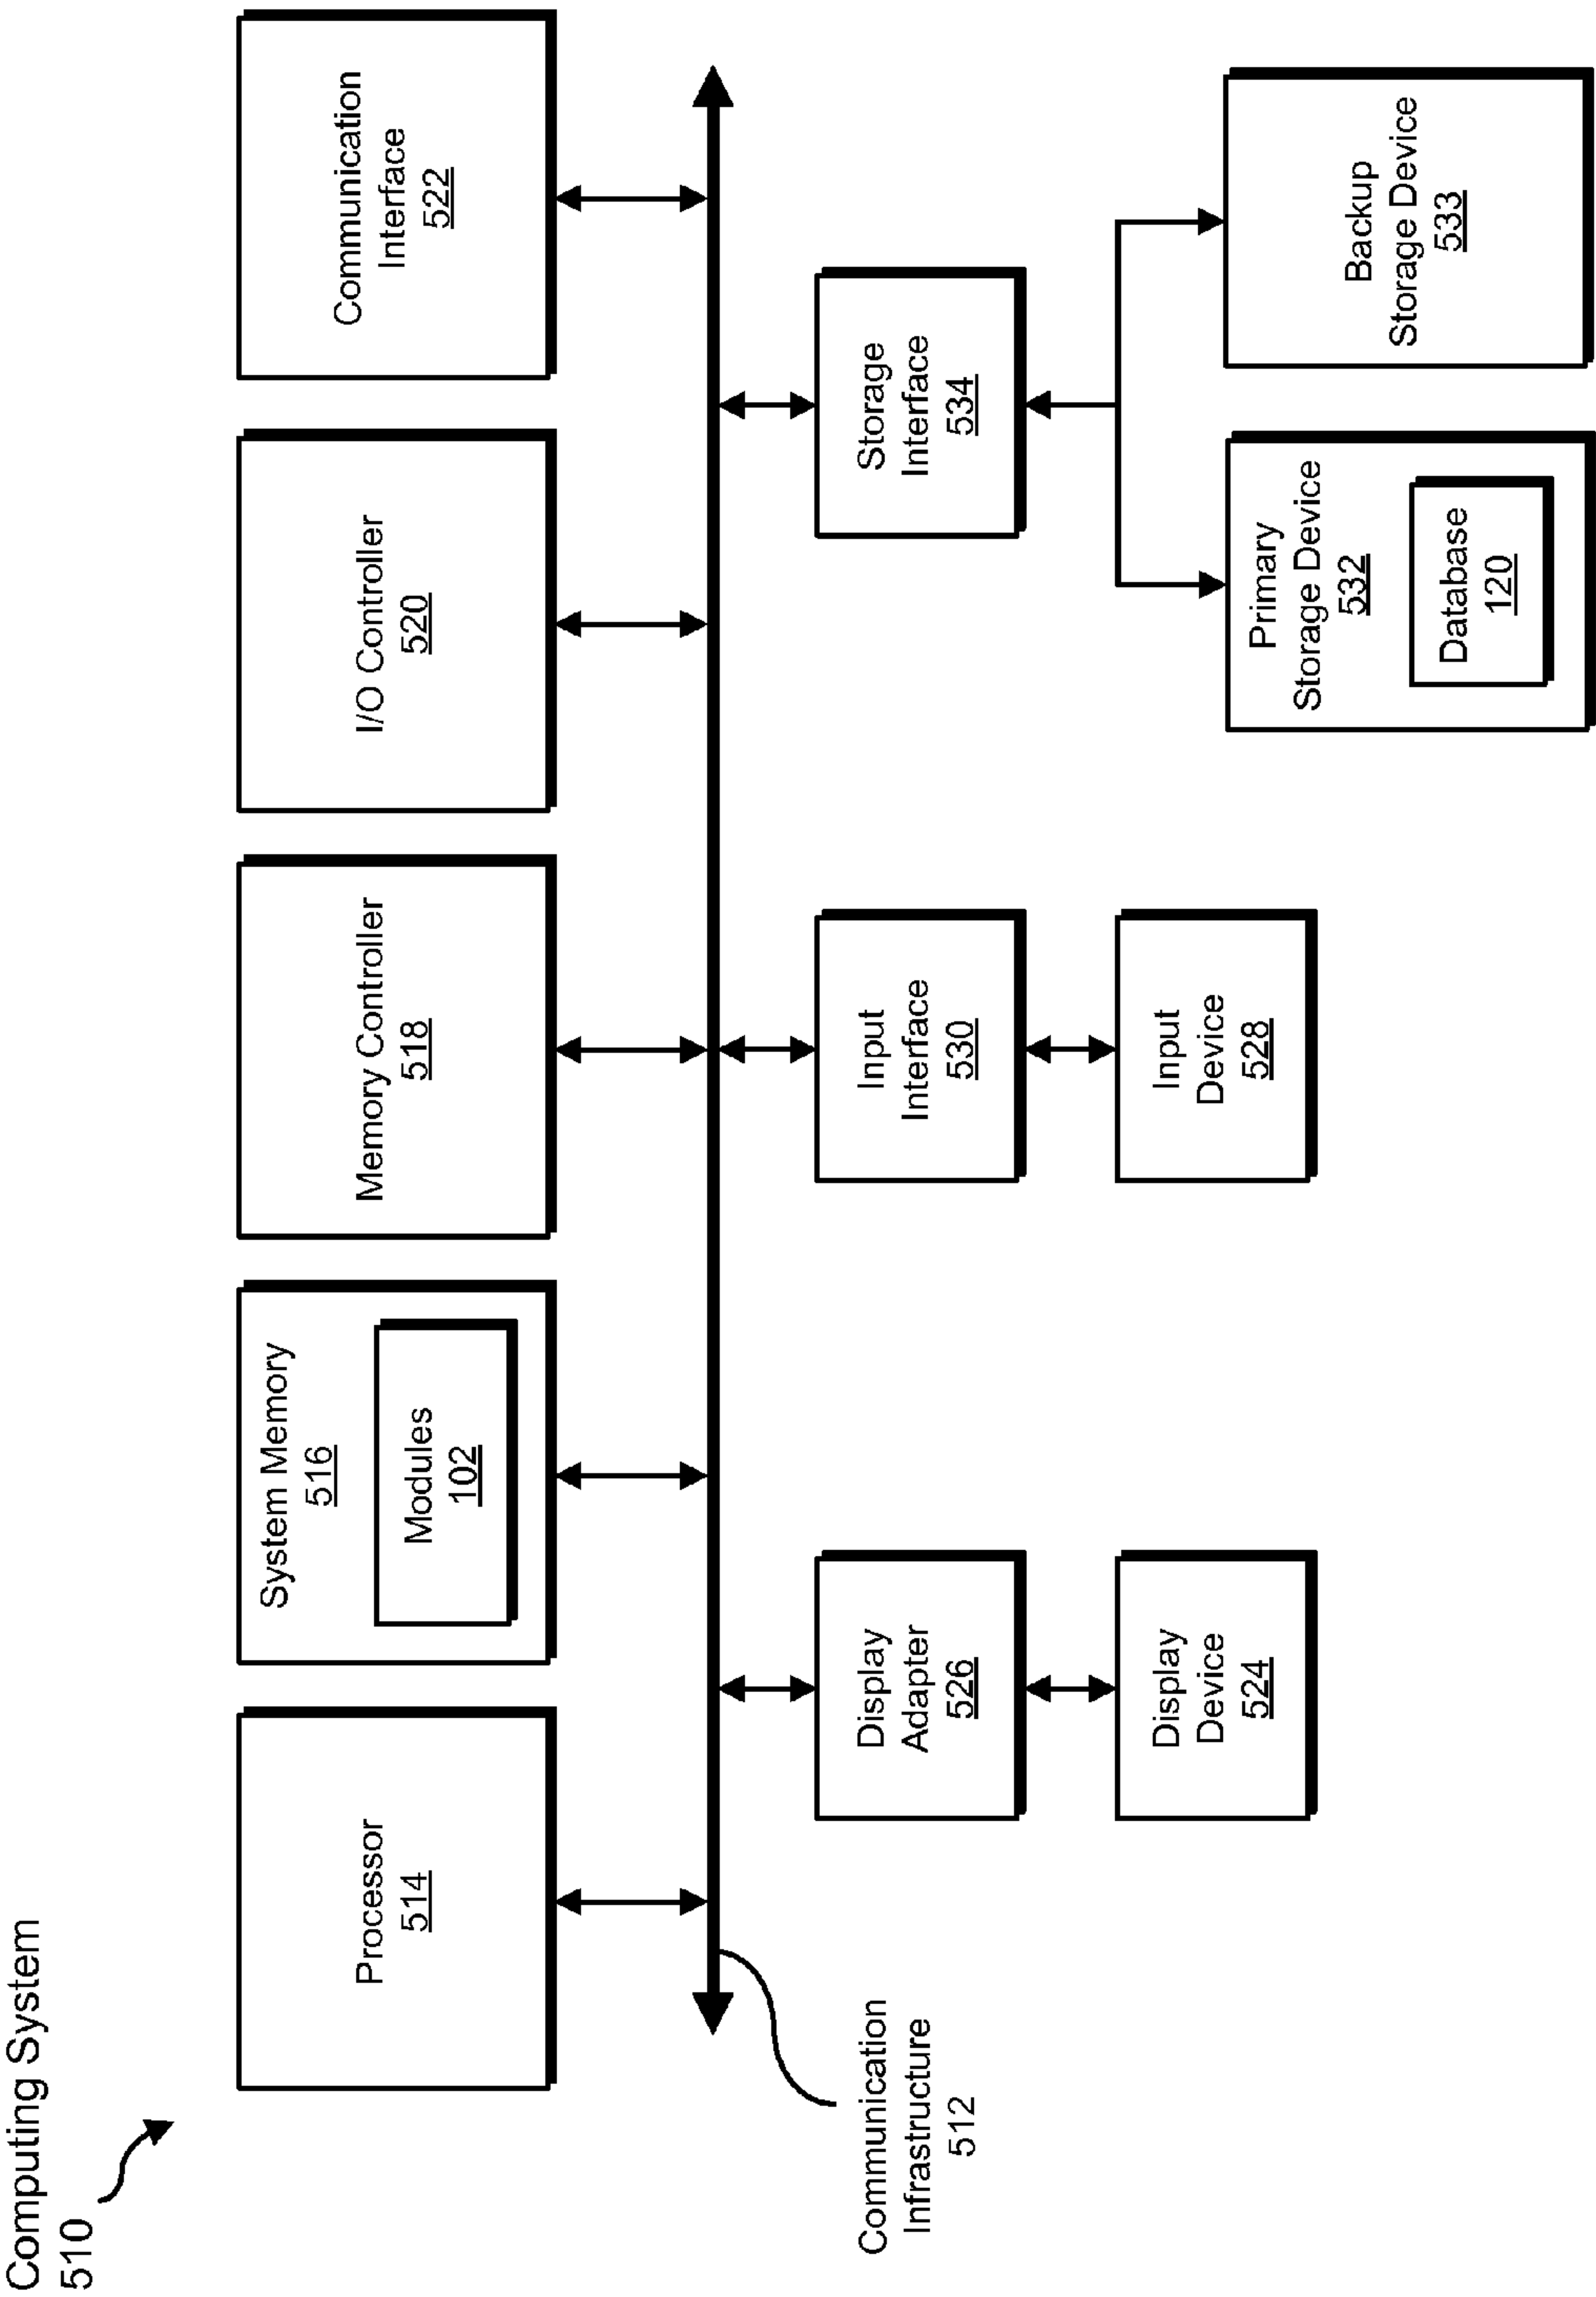 Computing System
510
Processor
514
System Memory
516
Modules
102
Memory Controller
518
I/O Controller
520
Communication
Interface
522
Communication
Infrastructure
512
Display
Adapter
526
Input
Interface
530
Storage
Interface
534
Display
Device
524
Input
Device
528
Primary
Storage Device
532
Database
120
Backup
Storage Device
533